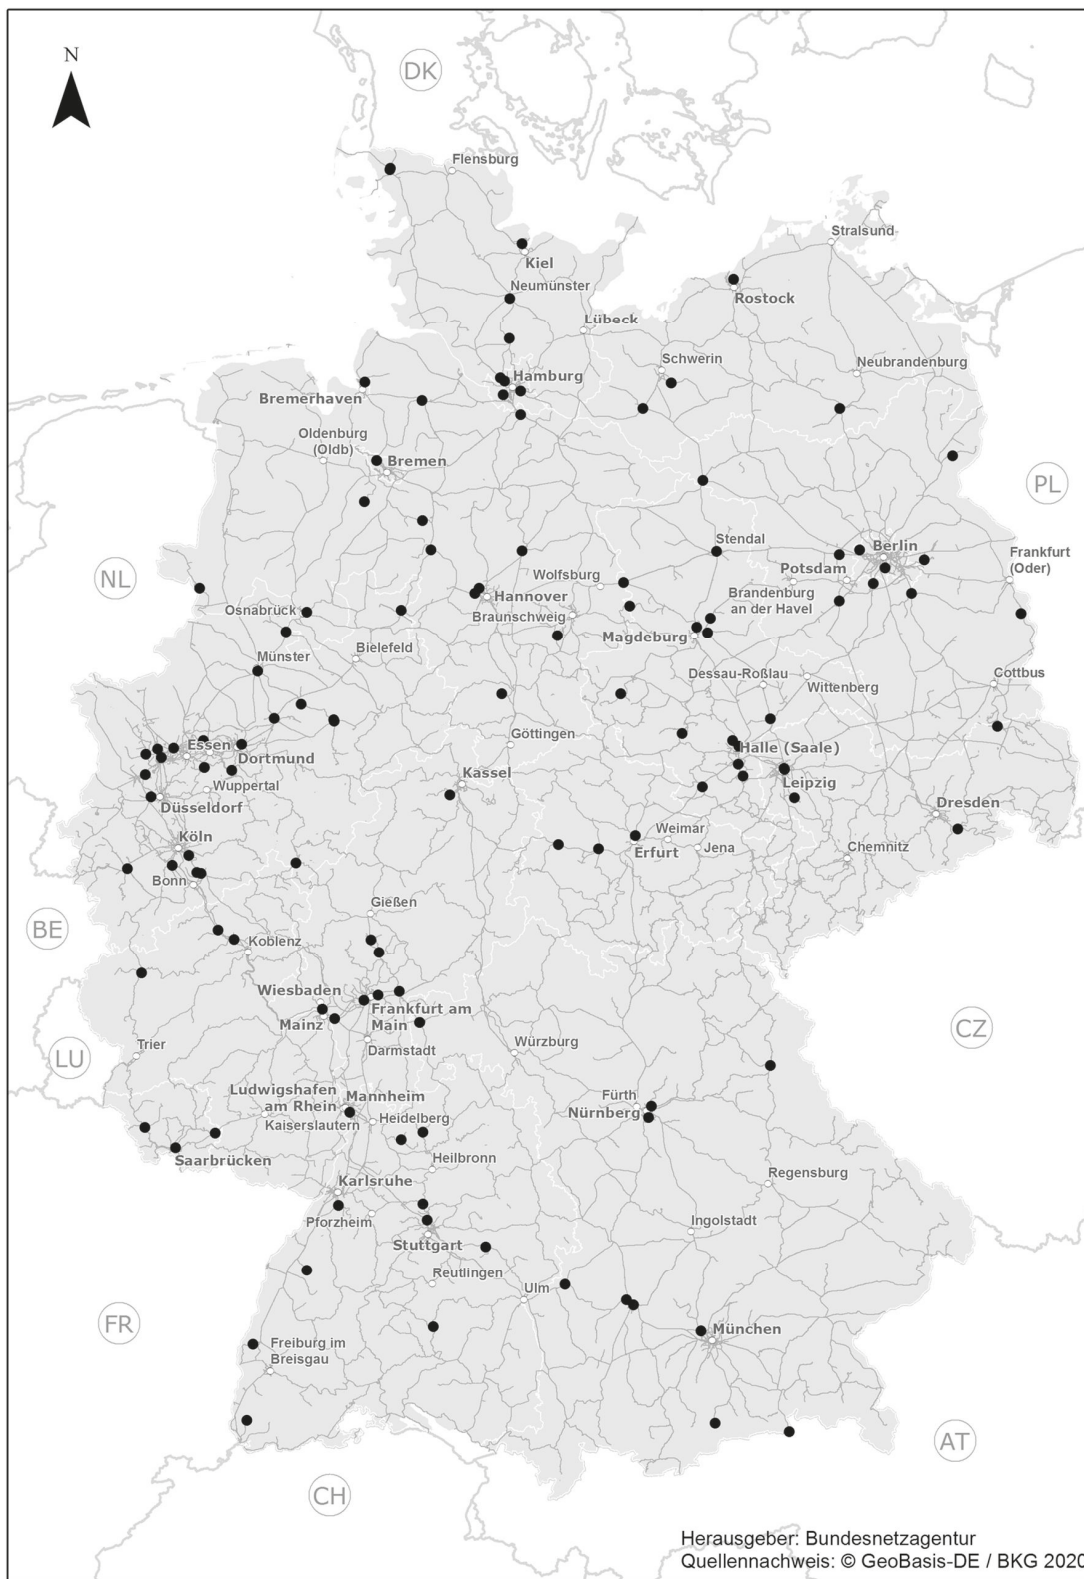 N
DK
Flensburg
Kiel
Stralsund
Neumünster
Rostock
Lübeck
Schwerin
Neubrandenburg
Hamburg
Bremerhaven
Oldenburg
(Oldb)
Bremen
PL
Stendal
Berlin
Frankfurt
(Oder)
NL
Wolfsburg
Potsdam
Osnabrück
Hannover
Brandenburg
an der Havel
Braunschweig
Magdeburg
Münster
Bielefeld
Dessau-Roßlau
Wittenberg
Cottbus
Göttingen
Essen
Dortmund
Halle (Saale)
Kassel
Leipzig
Wuppertal
Düsseldorf
Dresden
Köln
Weimar
Erfurt
Jena
Chemnitz
Bonn
Gießen
BE
Koblenz
Wiesbaden
Frankfurt am
Main
Mainz
CZ
Trier
Darmstadt
Würzburg
LU
Ludwigshafen
am Rhein
Mannheim
Fürth
Nürnberg
Kaiserslautern
Heidelberg
Saarbrücken
Heilbronn
Regensburg
Karlsruhe
Pforzheim
Ingolstadt
Stuttgart
Reutlingen
Ulm
FR
München
Freiburg im
Breisgau
AT
CH
Herausgeber: Bundesnetzagentur
Quellennachweis: © GeoBasis-DE / BKG 2020